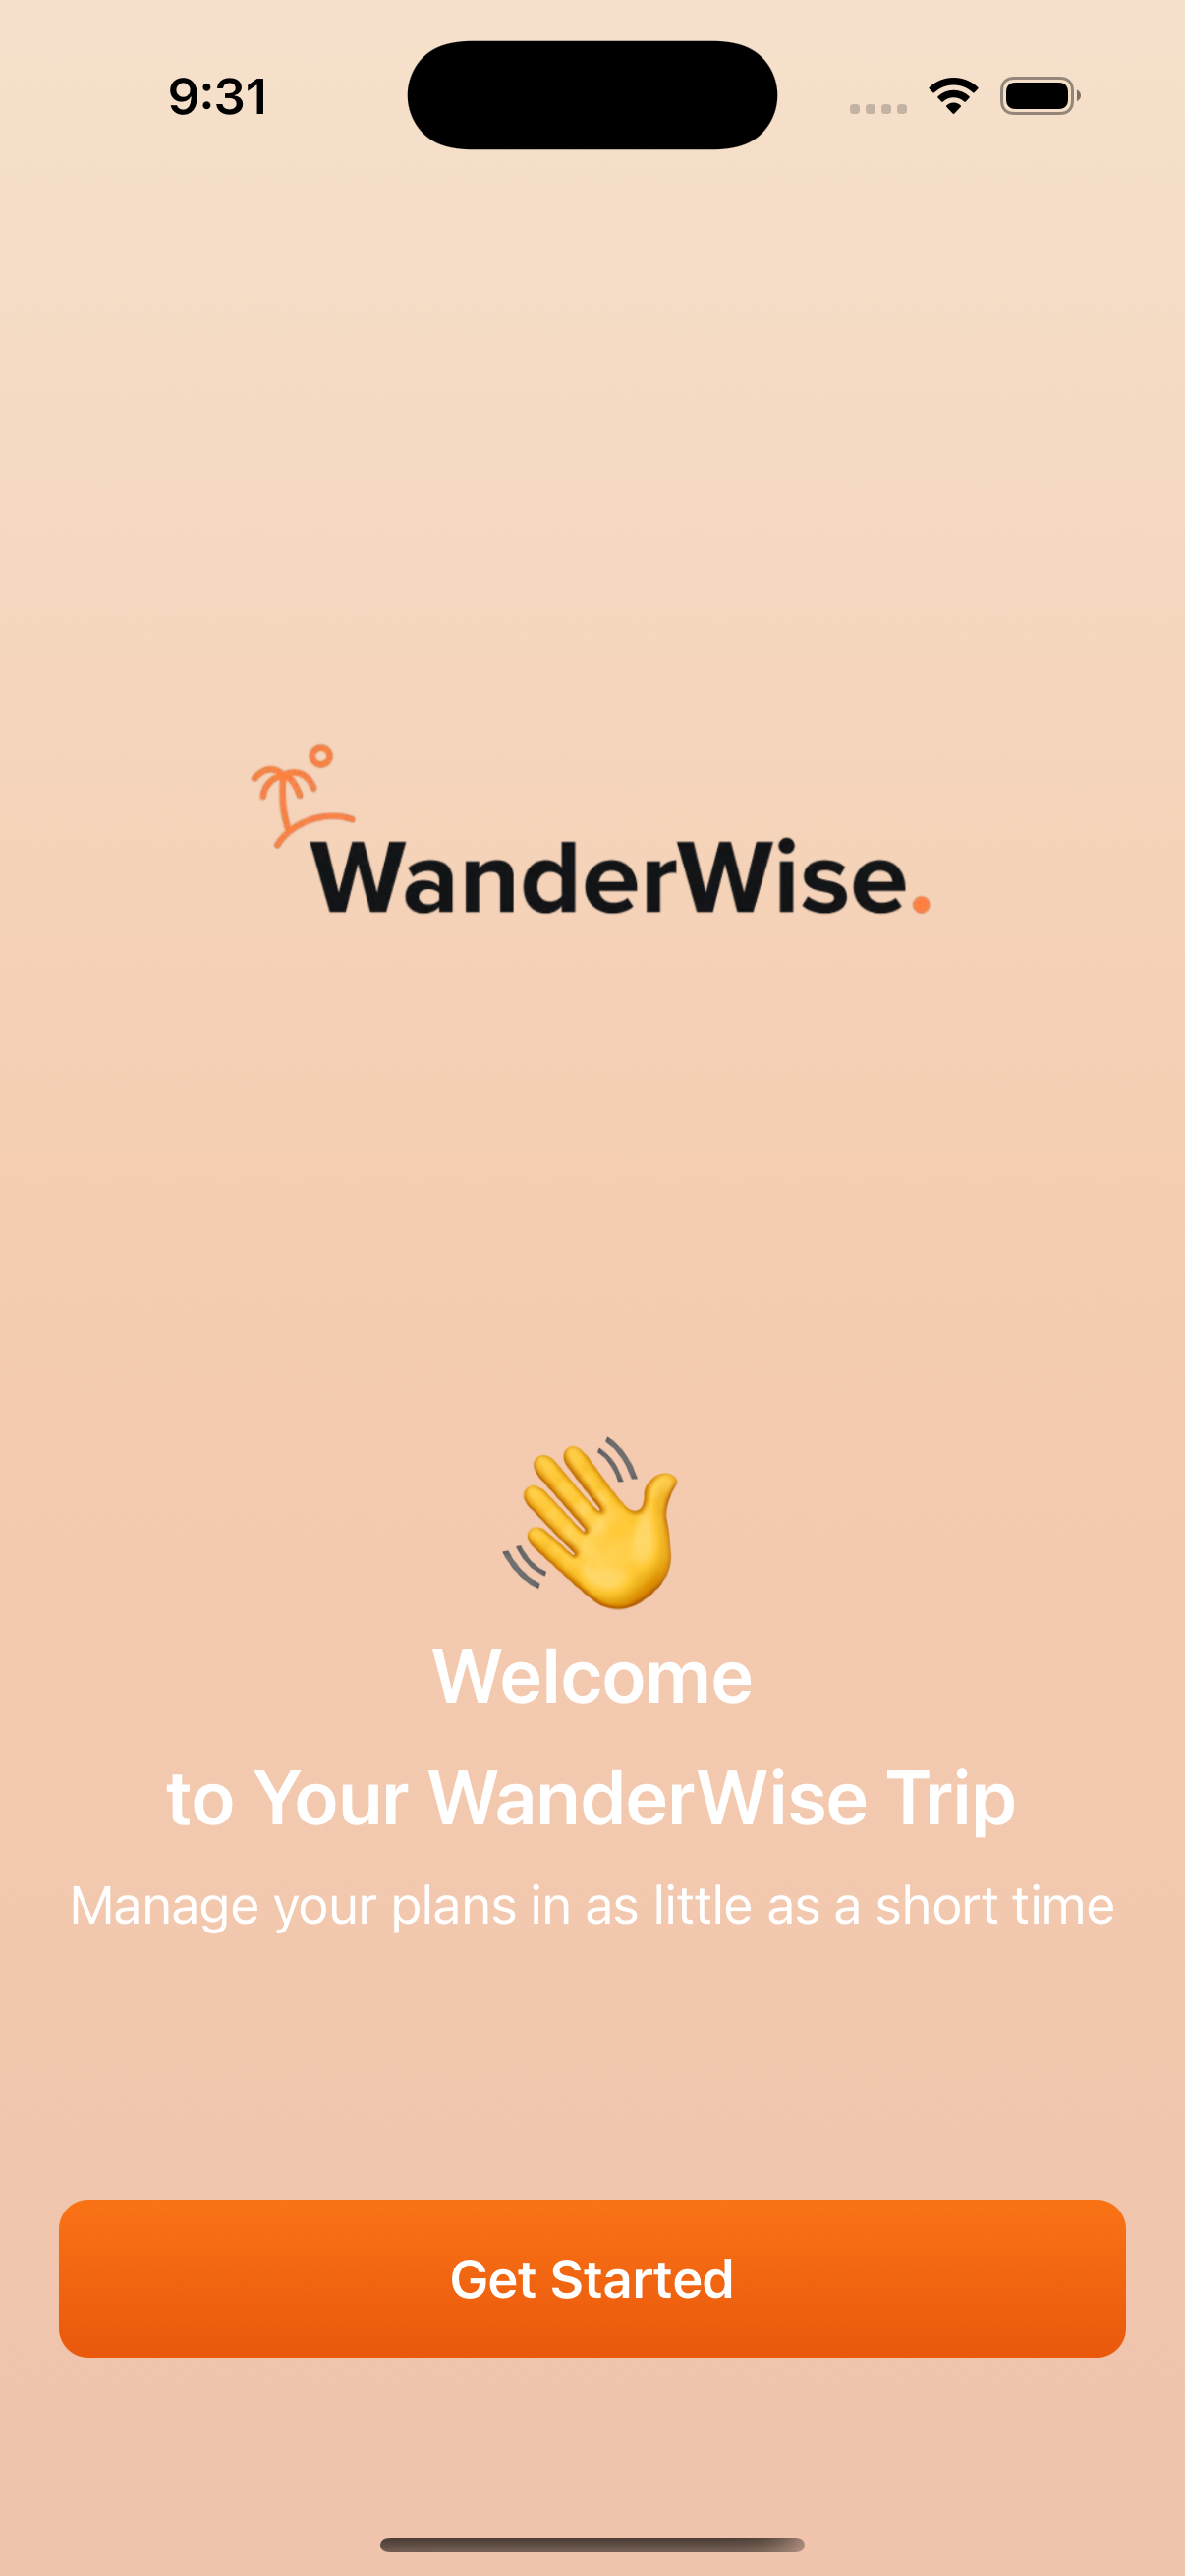 9:31
WanderWise.
Welcome
to Your WanderWise Trip
Manage your plans in as little as a short time
Get Started